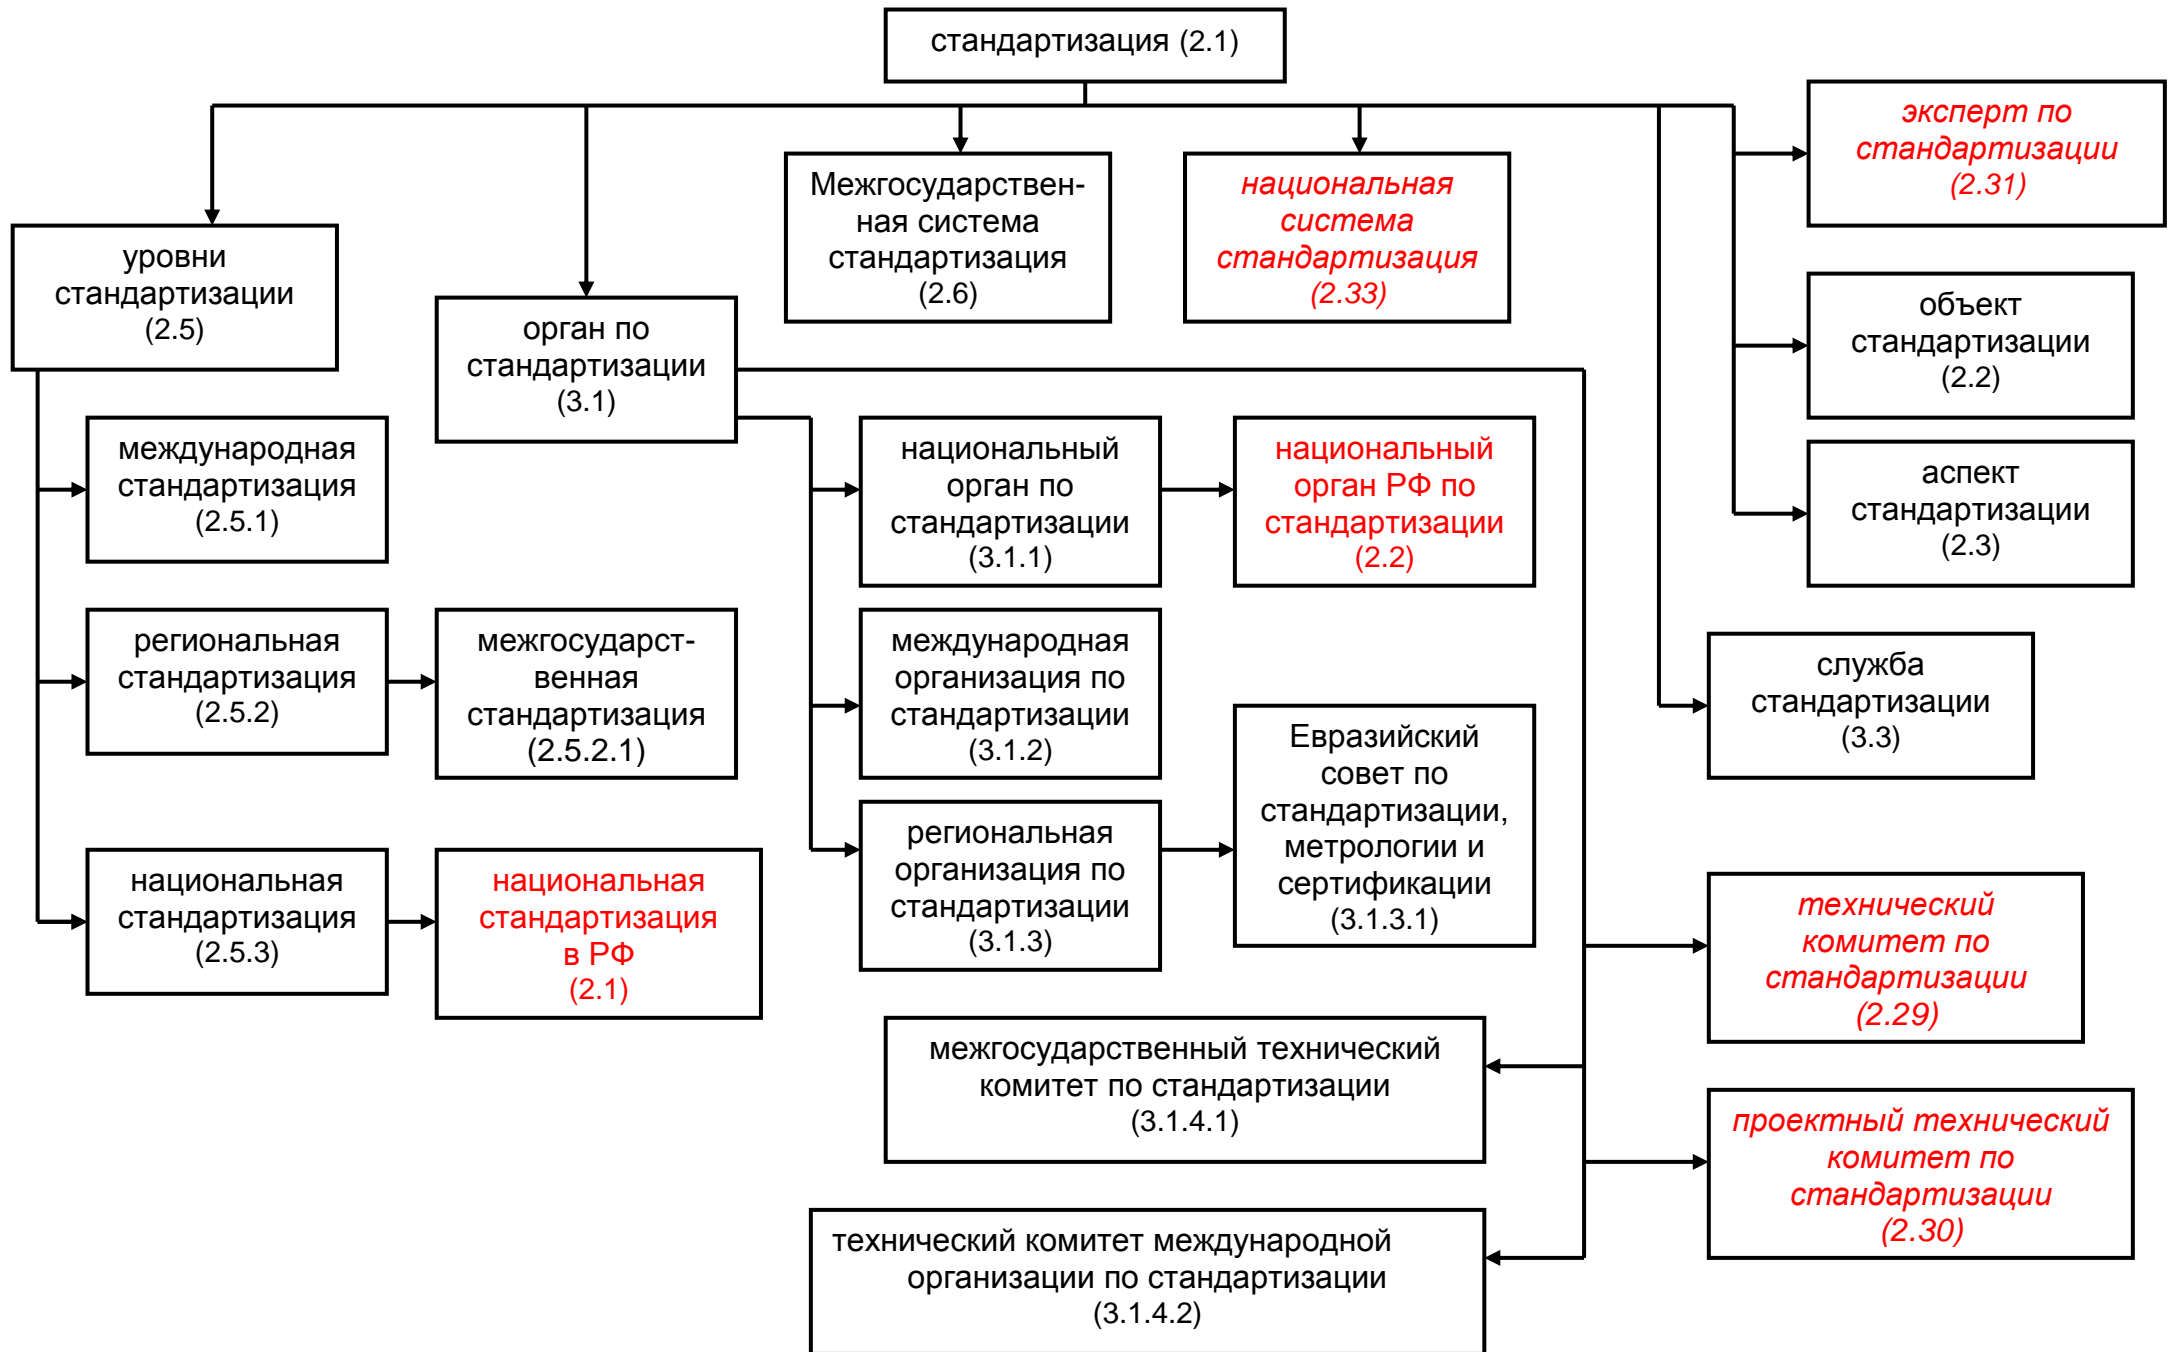 стандартизация (2.1)
эксперт по
стандартизации
(2.31)
Межгосударствен-
ная система
стандартизация
(2.6)
национальная
система
стандартизация
(2.33)
уровни
стандартизации
(2.5)
орган по
стандартизации
(3.1)
объект
стандартизации
(2.2)
международная
стандартизация
(2.5.1)
национальный
орган по
стандартизации
(3.1.1)
национальный
орган РФ по
стандартизации
(2.2)
аспект
стандартизации
(2.3)
региональная
стандартизация
(2.5.2)
межгосударст-
венная
стандартизация
(2.5.2.1)
международная
организация по
стандартизации
(3.1.2)
служба
стандартизации
(3.3)
Евразийский
совет по
стандартизации,
метрологии и
сертификации
(3.1.3.1)
региональная
организация по
стандартизации
(3.1.3)
национальная
стандартизация
(2.5.3)
национальная
стандартизация
в РФ
(2.1)
технический
комитет по
стандартизации
(2.29)
межгосударственный технический
комитет по стандартизации
(3.1.4.1)
проектный технический
комитет по
стандартизации
(2.30)
технический комитет международной
организации по стандартизации
(3.1.4.2)